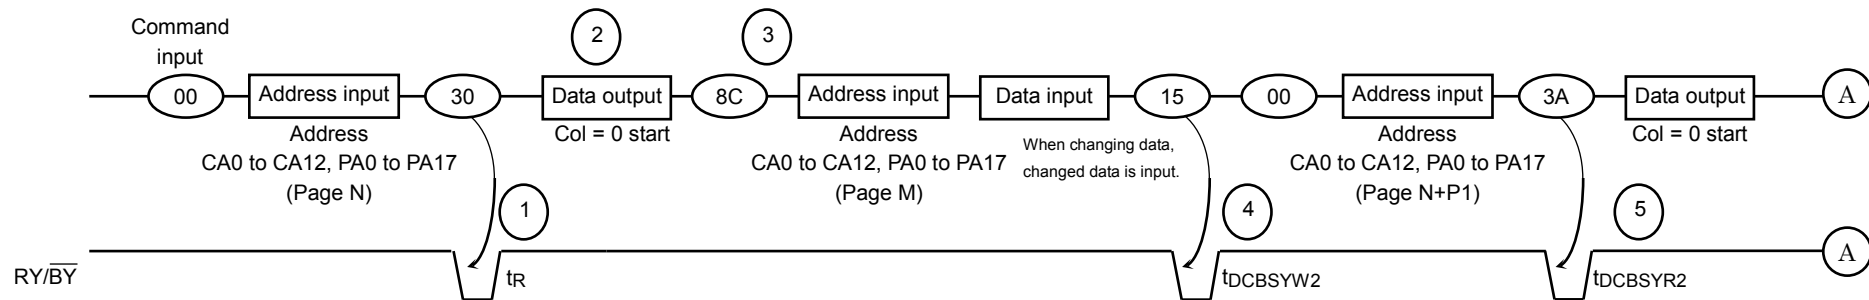 Command
input
2
3
00
Address input
30
Data output
8C
Address input
Data input
15
00
Address input
3A
Data output
A
Address
CA0 to CA12, PA0 to PA17
(Page N)
Col = 0 start
Address
CA0 to CA12, PA0 to PA17
(Page M)
When changing data,
changed data is input.
Address
CA0 to CA12, PA0 to PA17
(Page N+P1)
Col = 0 start
1
4
5
RY/BY
tR
tDCBSYW2
tDCBSYR2
A